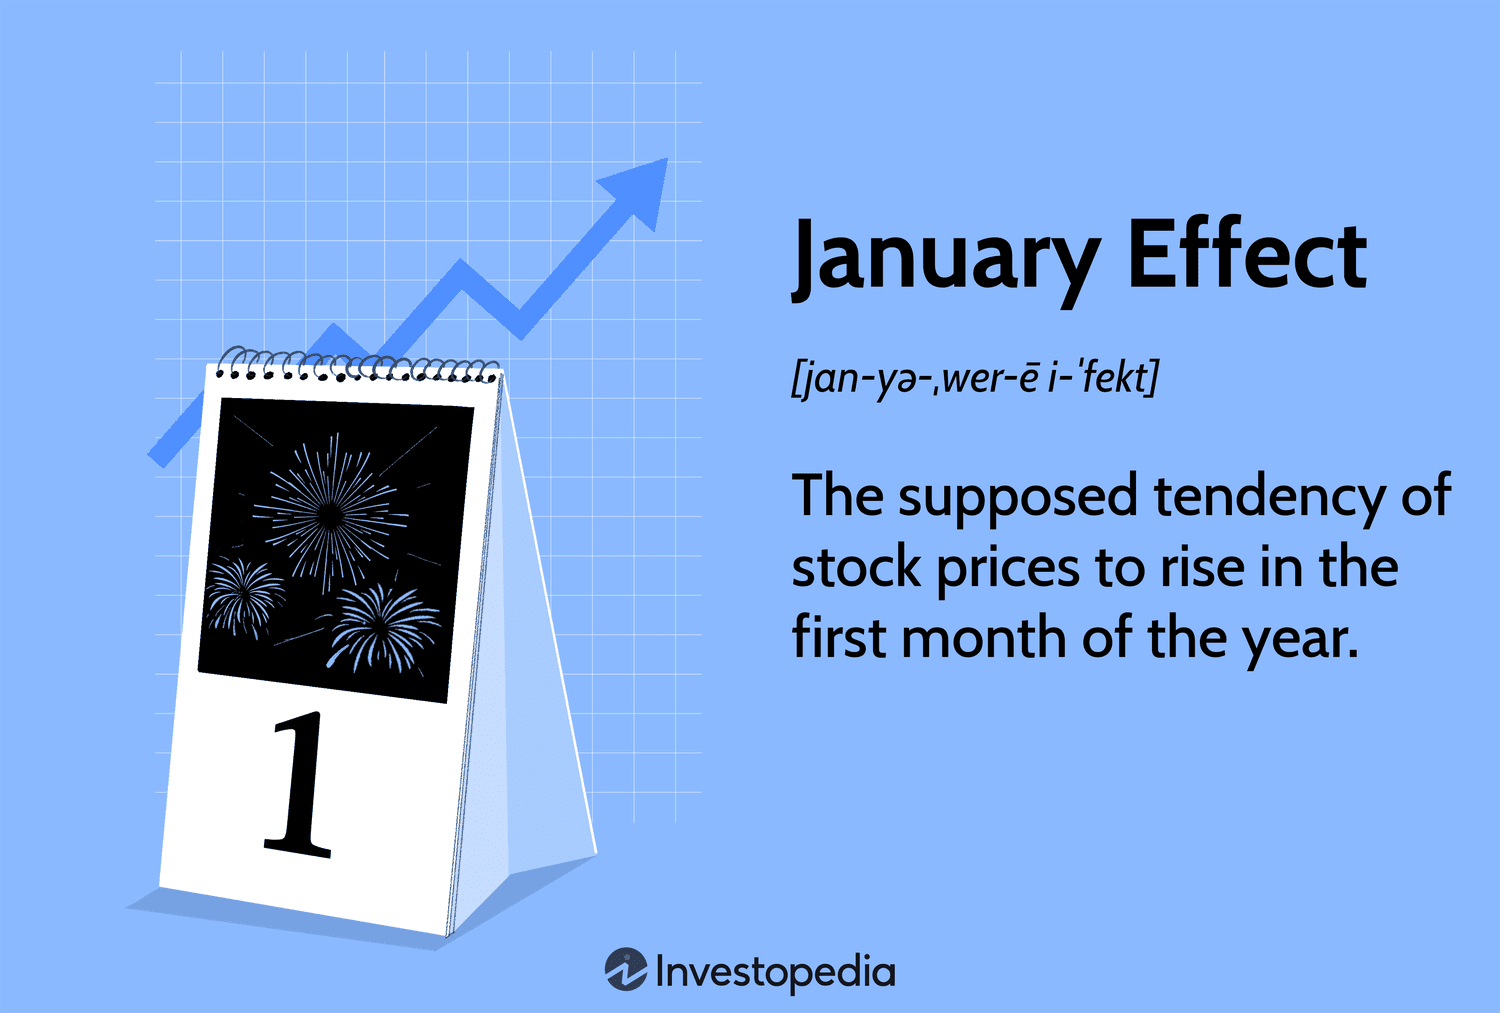 January Effect
[jan-yə-ˌwer-ē i-ˈfekt]
The supposed tendency of
stock prices to rise in the
first month of the year.
1
Investopedia